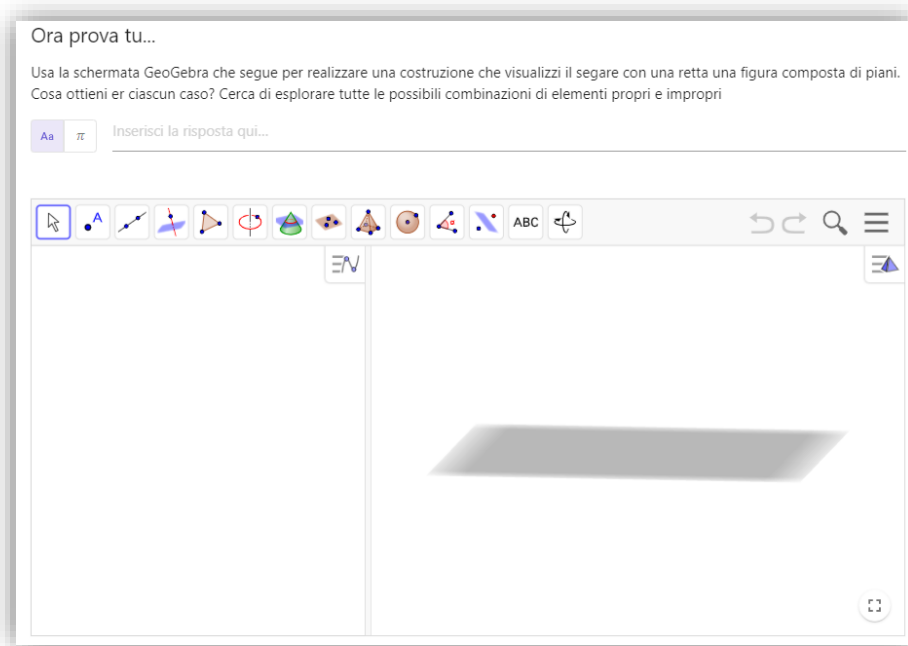 Ora prova tu...
Usa la schermata GeoGebra che segue per realizzare una costruzione che visualizzi il segare con una retta una figura composta di piani.
Cosa ottieni er ciascun caso? Cerca di esplorare tutte le possibili combinazioni di elementi propri e impropri
Aa π Inserisci la risposta qui...
A ABC